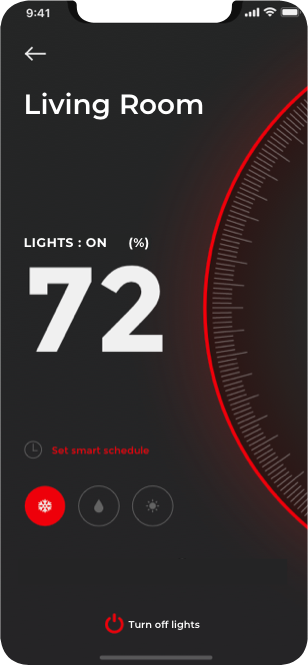 9:41
Living Room
LIGHTS : ON (%)
72
Set smart schedule
Turn off lights